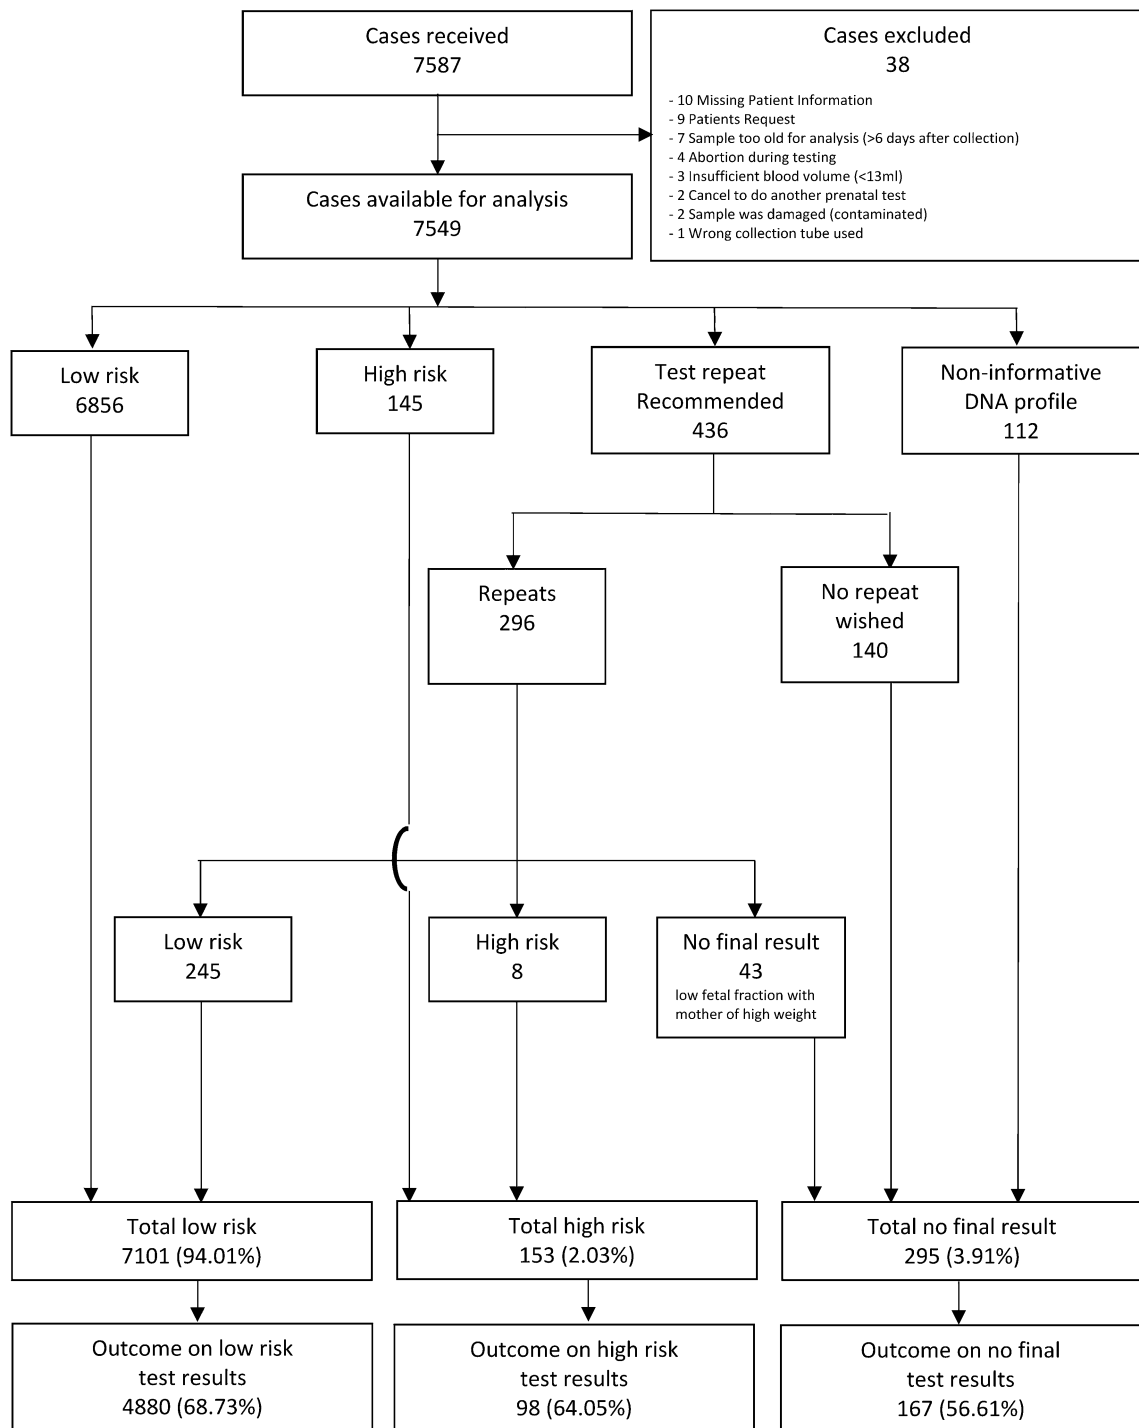 Cases received
7587
Cases excluded
38
- 10 Missing Patient Information
- 9 Patients Request
- 7 Sample too old for analysis (>6 days after collection)
- 4 Abortion during testing
- 3 Insufficient blood volume (<13ml)
- 2 Cancel to do another prenatal test
- 2 Sample was damaged (contaminated)
- 1 Wrong collection tube used
Cases available for analysis
7549
Low risk
6856
High risk
145
Test repeat
Recommended
436
Non-informative
DNA profile
112
Repeats
296
No repeat
wished
140
Low risk
245
High risk
8
No final result
43
low fetal fraction with
mother of high weight
Total low risk
7101 (94.01%)
Total high risk
153 (2.03%)
Total no final result
295 (3.91%)
Outcome on low risk
test results
4880 (68.73%)
Outcome on high risk
test results
98 (64.05%)
Outcome on no final
test results
167 (56.61%)